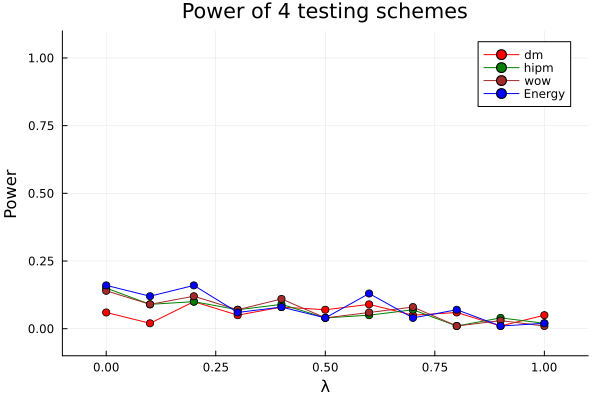 Power of 4 testing schemes
dm
hipm
wow
Energy
1.00
0.75
0.50
0.25
0.00
Power
0.00
0.25
0.50
0.75
1.00
λ